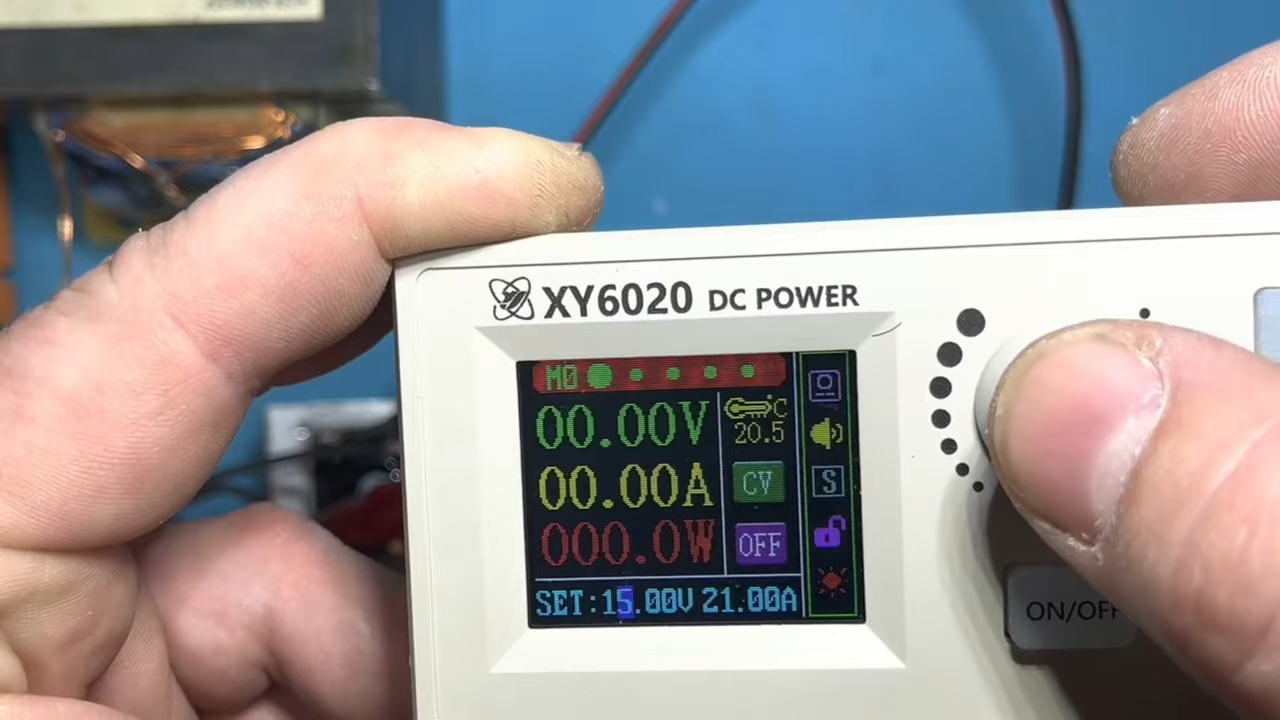 XY6020 DC POWER
M0
00.00V
°C
20.5
00.00A
CV
S
000.0W
OFF
SET:15.00V 21.00A
ON/OFF